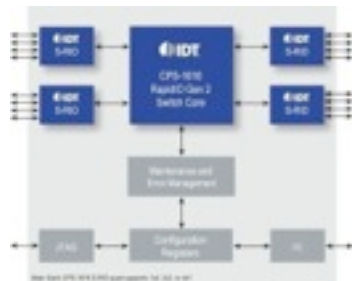 IDT
S-RIO
IDT
CPS-1616
RapidIO Gen 2
Switch Core
IDT
S-RIO
IDT
S-RIO
IDT
S-RIO
Maintenance and
Error Management
JTAG
Configuration
Registers